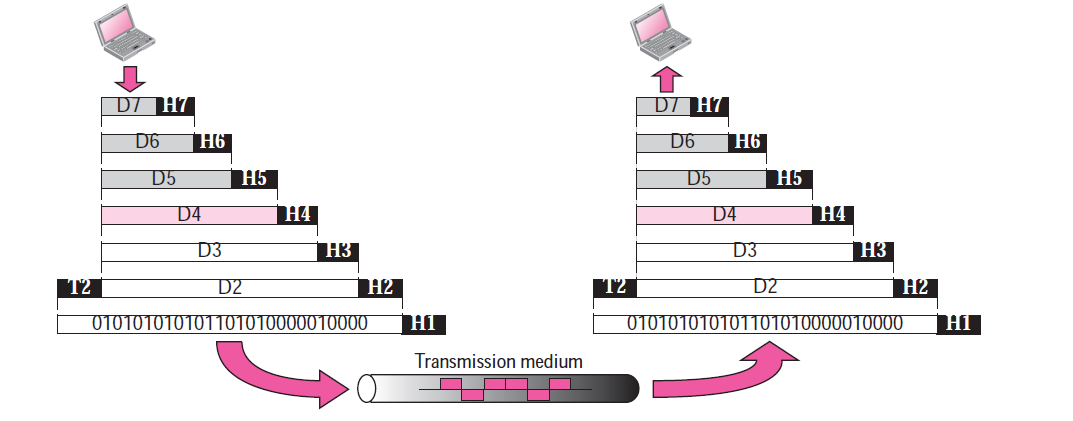 D7 H7 D7 H7
D6 H6 D6 H6
D5 H5 D5 H5
D4 H4 D4 H4
D3 H3 D3 H3
T2 D2 H2 T2 D2 H2
010101010101101010000010000 H1 010101010101101010000010000 H1
Transmission medium